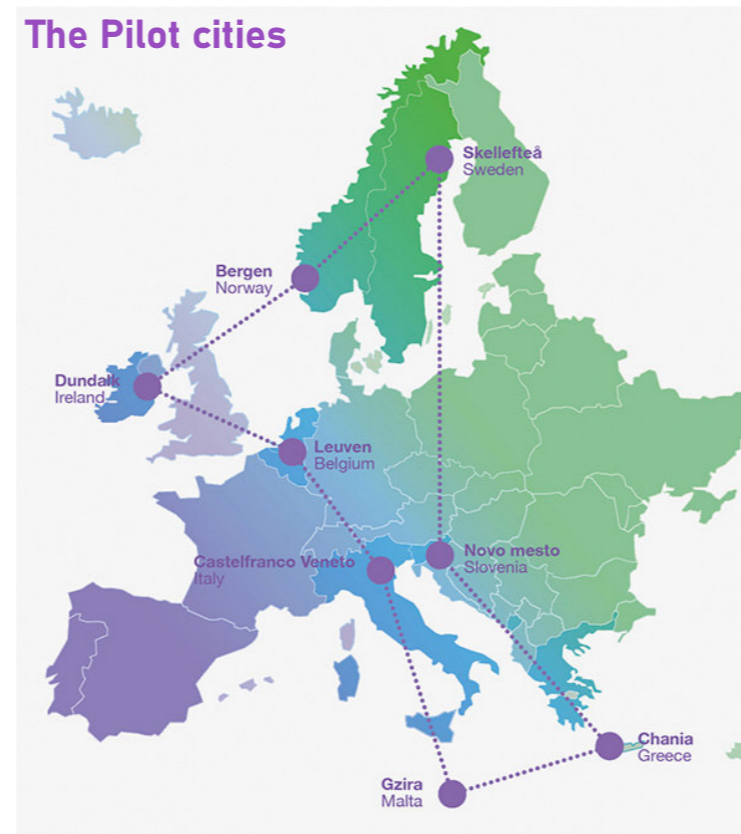 The Pilot cities
Skellefteå
Sweden
Bergen
Norway
Dundalk
Ireland
Leuven
Belgium
Castelfranco Veneto
Italy
Novo mesto
Slovenia
Chania
Greece
Gzira
Malta